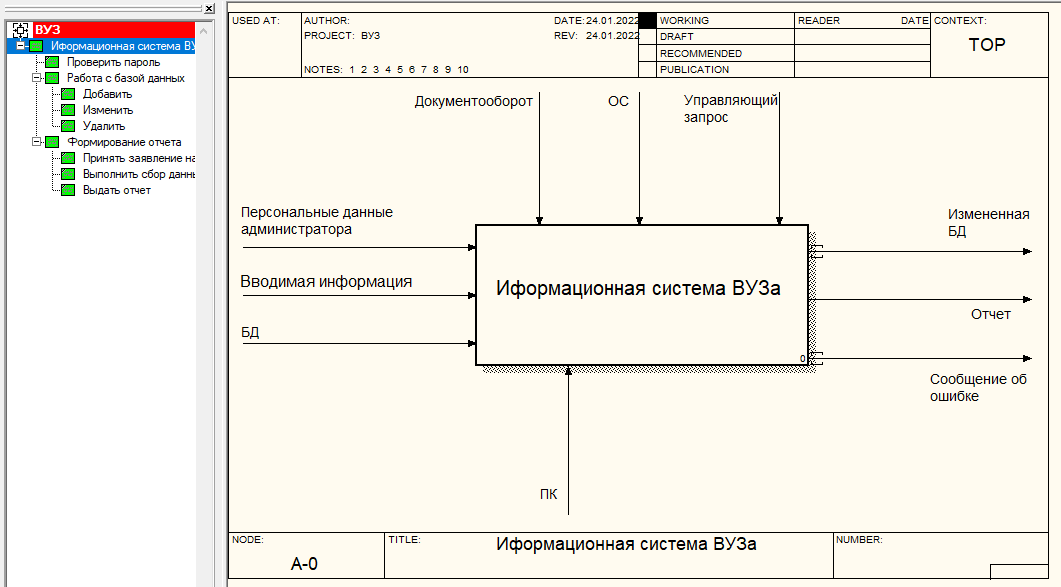 ВУЗ
Иформационная система ВУ
Проверить пароль
Работа с базой данных
Добавить
Изменить
Удалить
Формирование отчета
Принять заявление на
Выполнить сбор данн
Выдать отчет
USED AT:
AUTHOR:
DATE: 24.01.2022
PROJECT: ВУЗ
REV: 24.01.2022
NOTES: 1 2 3 4 5 6 7 8 9 10
WORKING
DRAFT
RECOMMENDED
PUBLICATION
READER
DATE
CONTEXT:
TOP
Документооборот
ОС
Управляющий
запрос
Персональные данные
администратора
Вводимая информация
БД
Иформационная система ВУЗа
0
Измененная
БД
Отчет
Сообщение об
ошибке
ПК
NODE:
A-0
TITLE:
Иформационная система ВУЗа
NUMBER: